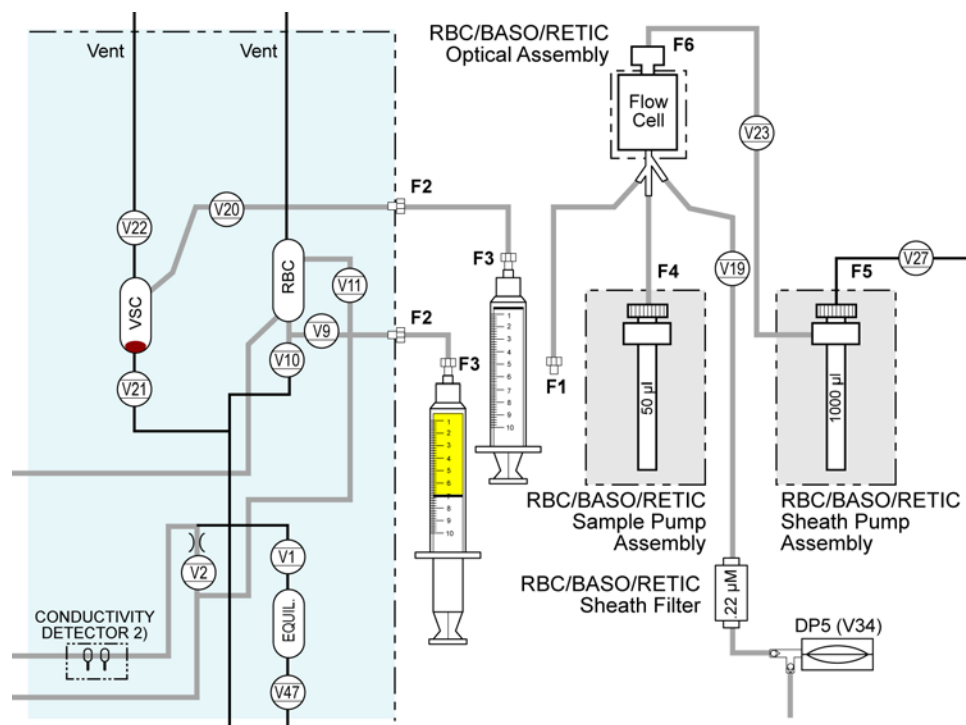 Vent
Vent
RBC/BASO/RETIC
Optical Assembly
F6
Flow
Cell
V23
V20
F2
V22
RBC
F3
V19
V27
V11
F4
F5
VSC
V9
F2
V10
F3
F1
V21
1
2
3
4
5
6
7
8
9
10
1
2
3
4
5
6
7
8
9
10
50 µl
1000 µl
RBC/BASO/RETIC
Sample Pump
Assembly
RBC/BASO/RETIC
Sheath Pump
Assembly
V1
V2
RBC/BASO/RETIC
Sheath Filter
.22 µM
EQUIL.
CONDUCTIVITY
DETECTOR 2)
DP5 (V34)
V47